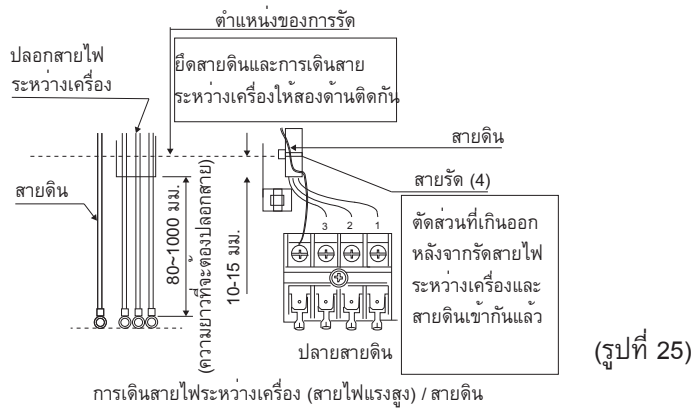 ตำแหน่งของการรัด
ปลอกสายไฟ
ระหว่างเครื่อง
ยึดสายดินและการเดินสาย
ระหว่างเครื่องให้สองด้านติดกัน
สายดิน
สายรัด (4)
สายดิน
80~1000 มม.
(ความยาวที่จะต้องปลอกสาย)
10-15 มม.
3 2 1
ตัดส่วนที่เกินออก
หลังจากรัดสายไฟ
ระหว่างเครื่องและ
สายดินเข้ากันแล้ว
ปลายสายดิน
(รูปที่ 25)
การเดินสายไฟระหว่างเครื่อง (สายไฟแรงสูง) / สายดิน